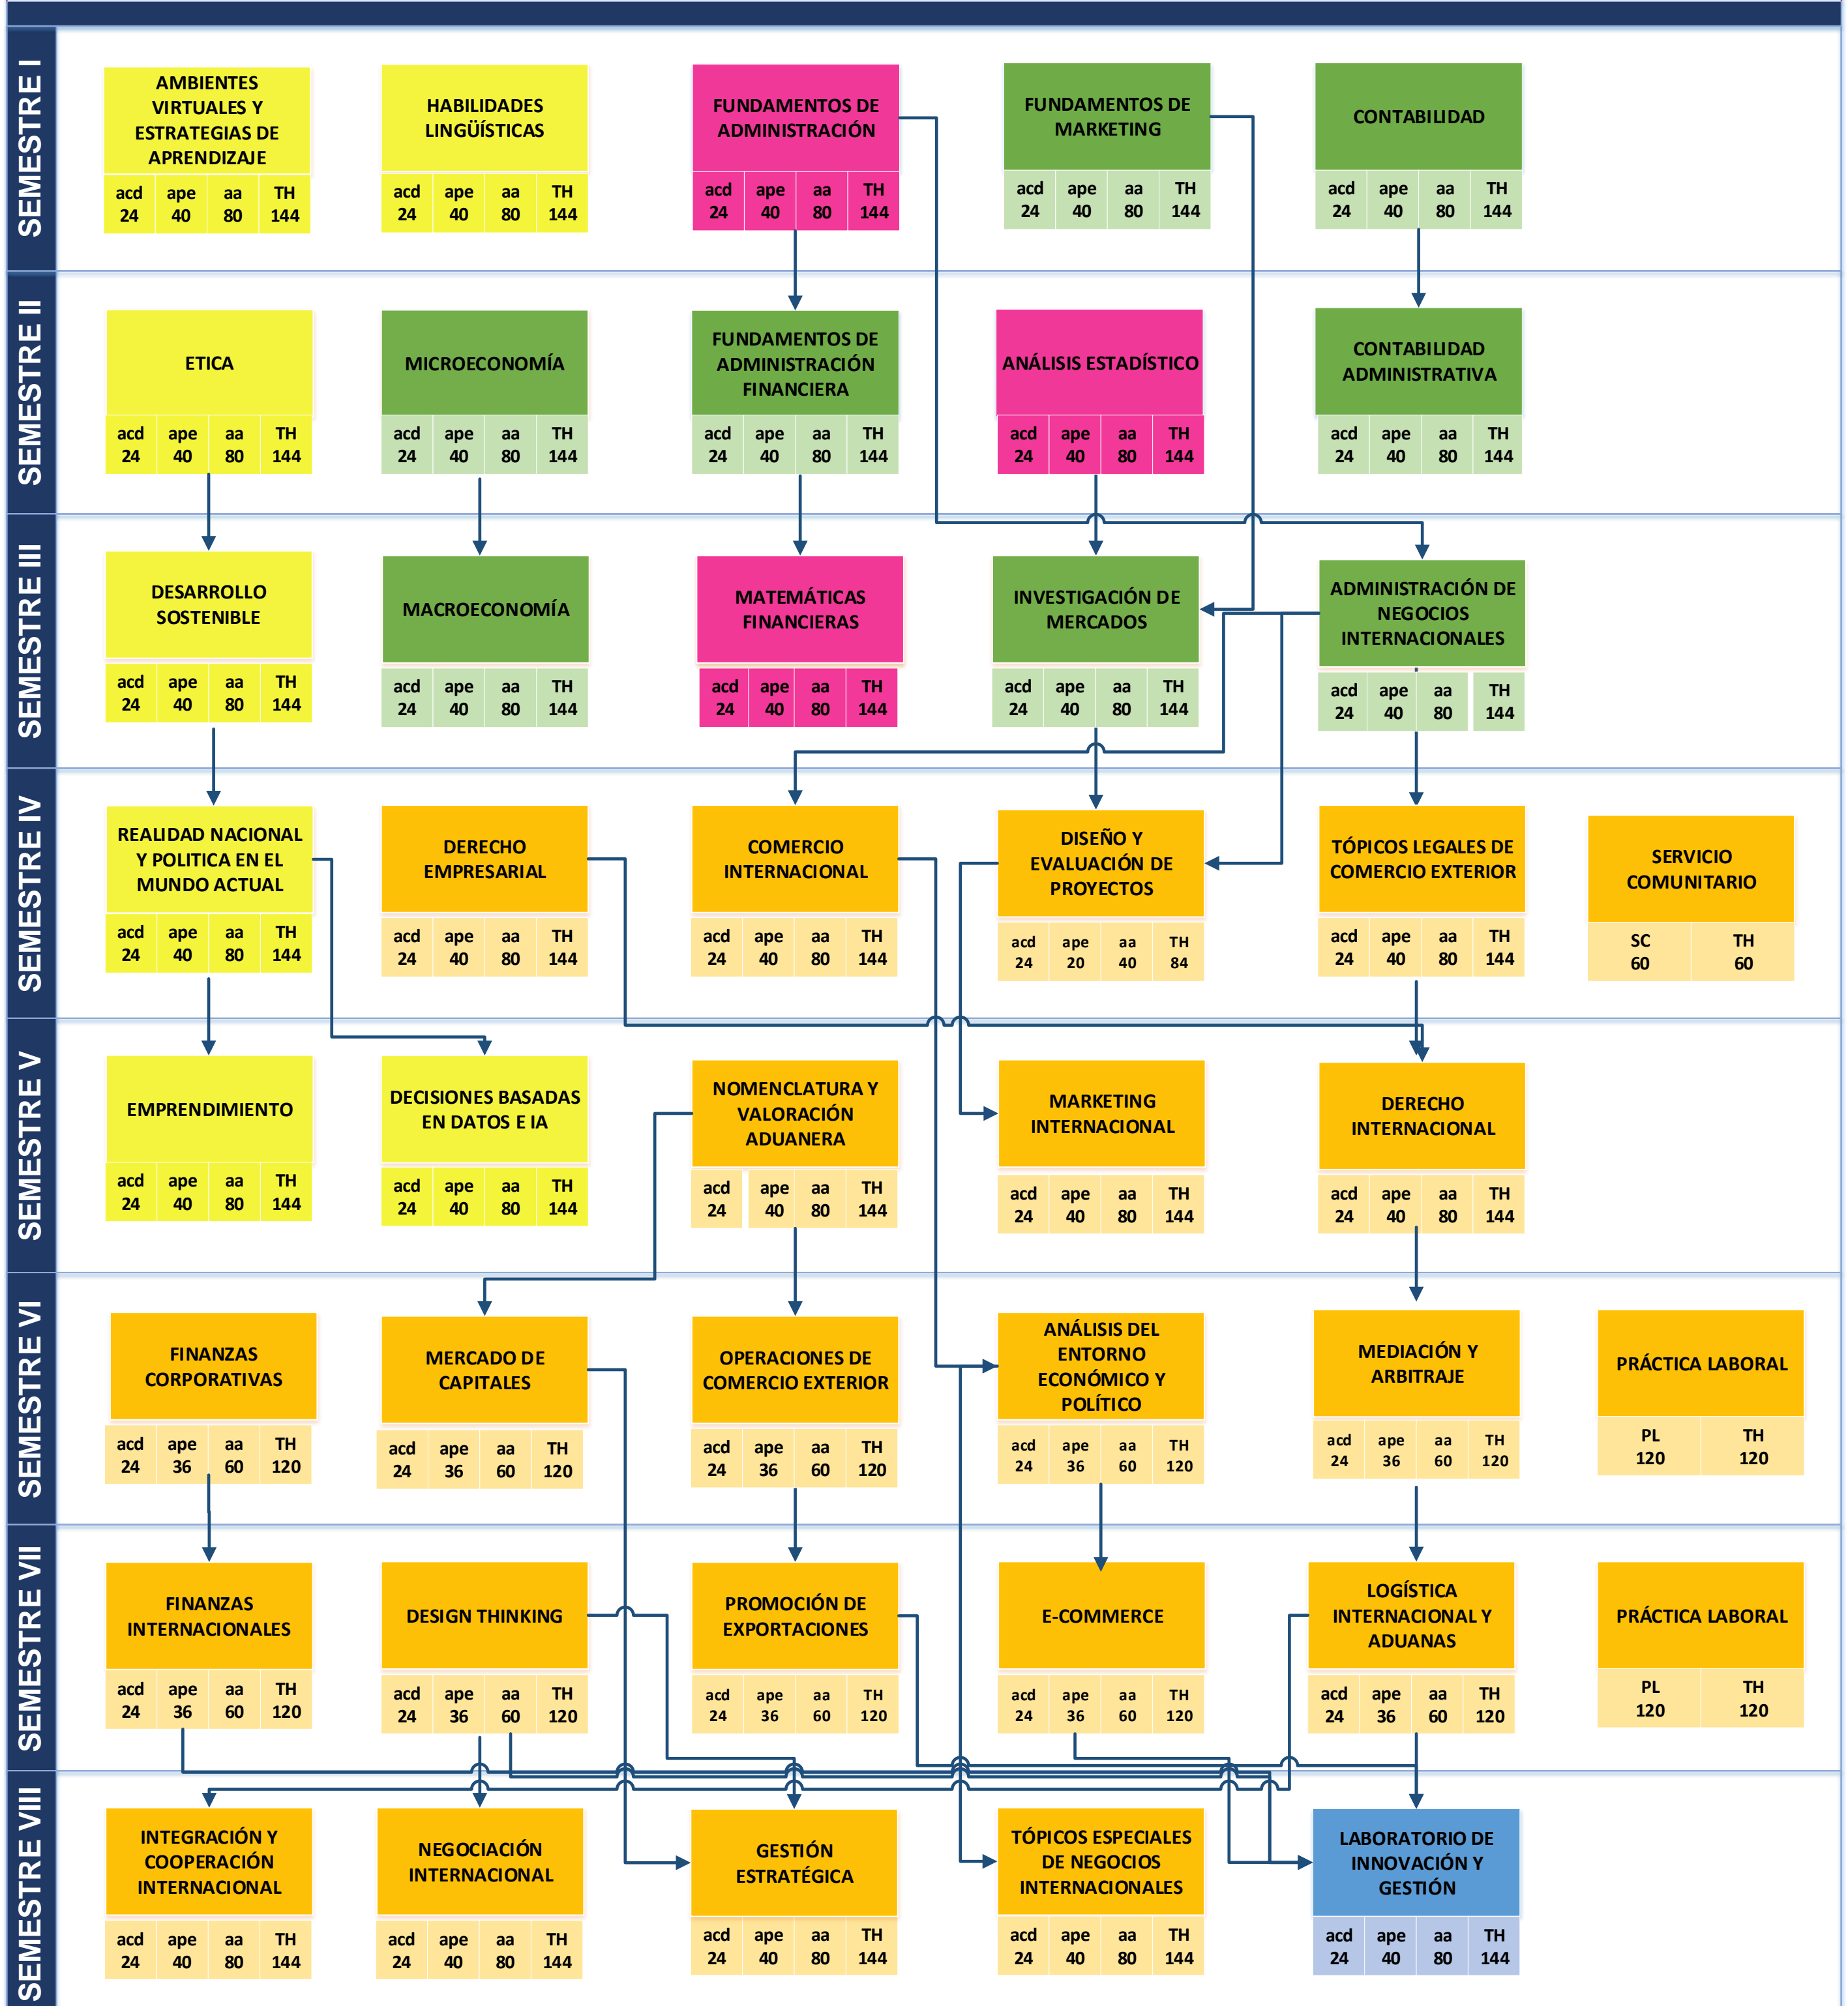 SEMESTRE I
AMBIENTES
VIRTUALES Y
ESTRATEGIAS DE
APRENDIZAJE
acd ape aa TH
24 40 80 144
HABILIDADES
LINGÜÍSTICAS
acd ape aa TH
24 40 80 144
FUNDAMENTOS DE
ADMINISTRACIÓN
acd ape aa TH
24 40 80 144
FUNDAMENTOS DE
MARKETING
acd ape aa TH
24 40 80 144
CONTABILIDAD
acd ape aa TH
24 40 80 144
SEMESTRE II
ETICA
acd ape aa TH
24 40 80 144
MICROECONOMÍA
acd ape aa TH
24 40 80 144
FUNDAMENTOS DE
ADMINISTRACIÓN
FINANCIERA
acd ape aa TH
24 40 80 144
ANÁLISIS ESTADÍSTICO
acd ape aa TH
24 40 80 144
CONTABILIDAD
ADMINISTRATIVA
acd ape aa TH
24 40 80 144
SEMESTRE III
DESARROLLO
SOSTENIBLE
acd ape aa TH
24 40 80 144
MACROECONOMÍA
acd ape aa TH
24 40 80 144
MATEMÁTICAS
FINANCIERAS
acd ape aa TH
24 40 80 144
INVESTIGACIÓN DE
MERCADOS
acd ape aa TH
24 40 80 144
ADMINISTRACIÓN DE
NEGOCIOS
INTERNACIONALES
acd ape aa TH
24 40 80 144
SEMESTRE IV
REALIDAD NACIONAL
Y POLITICA EN EL
MUNDO ACTUAL
acd ape aa TH
24 40 80 144
DERECHO
EMPRESARIAL
acd ape aa TH
24 40 80 144
COMERCIO
INTERNACIONAL
acd ape aa TH
24 40 80 144
DISEÑO Y
EVALUACIÓN DE
PROYECTOS
acd ape aa TH
24 20 40 84
TÓPICOS LEGALES DE
COMERCIO EXTERIOR
acd ape aa TH
24 40 80 144
SERVICIO
COMUNITARIO
SC TH
60 60
SEMESTRE V
EMPRENDIMIENTO
acd ape aa TH
24 40 80 144
DECISIONES BASADAS
EN DATOS E IA
acd ape aa TH
24 40 80 144
NOMENCLATURA Y
VALORACIÓN
ADUANERA
acd ape aa TH
24 40 80 144
MARKETING
INTERNACIONAL
acd ape aa TH
24 40 80 144
DERECHO
INTERNACIONAL
acd ape aa TH
24 40 80 144
SEMESTRE VI
FINANZAS
CORPORATIVAS
acd ape aa TH
24 36 60 120
MERCADO DE
CAPITALES
acd ape aa TH
24 36 60 120
OPERACIONES DE
COMERCIO EXTERIOR
acd ape aa TH
24 36 60 120
ANÁLISIS DEL
ENTORNO
ECONÓMICO Y
POLÍTICO
acd ape aa TH
24 36 60 120
MEDIACIÓN Y
ARBITRAJE
acd ape aa TH
24 36 60 120
PRÁCTICA LABORAL
PL TH
120 120
SEMESTRE VII
FINANZAS
INTERNACIONALES
acd ape aa TH
24 36 60 120
DESIGN THINKING
acd ape aa TH
24 36 60 120
PROMOCIÓN DE
EXPORTACIONES
acd ape aa TH
24 36 60 120
E-COMMERCE
acd ape aa TH
24 36 60 120
LOGÍSTICA
INTERNACIONAL Y
ADUANAS
acd ape aa TH
24 36 60 120
PRÁCTICA LABORAL
PL TH
120 120
SEMESTRE VIII
INTEGRACIÓN Y
COOPERACIÓN
INTERNACIONAL
acd ape aa TH
24 40 80 144
NEGOCIACIÓN
INTERNACIONAL
acd ape aa TH
24 40 80 144
GESTIÓN
ESTRATÉGICA
acd ape aa TH
24 40 80 144
TÓPICOS ESPECIALES
DE NEGOCIOS
INTERNACIONALES
acd ape aa TH
24 40 80 144
LABORATORIO DE
INNOVACIÓN Y
GESTIÓN
acd ape aa TH
24 40 80 144